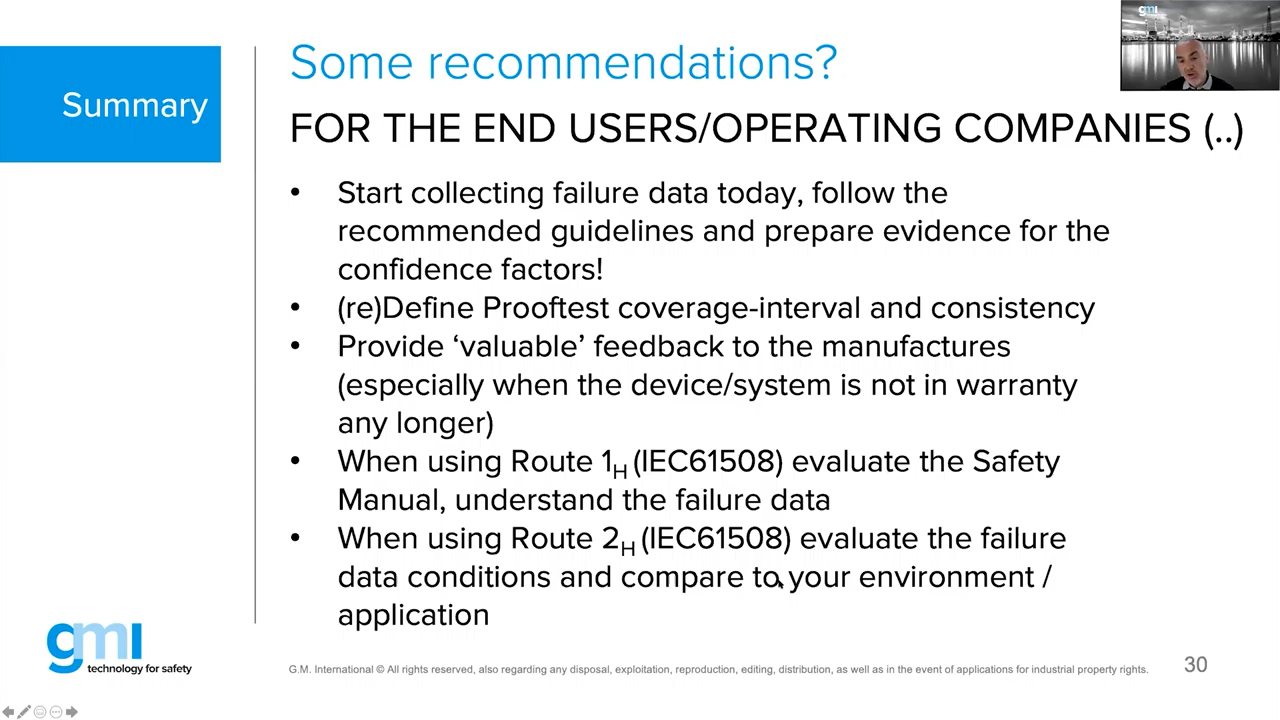 gmi
Some recommendations?
Summary
FOR THE END USERS/OPERATING COMPANIES (..)
• Start collecting failure data today, follow the
recommended guidelines and prepare evidence for the
confidence factors!
• (re)Define Prooftest coverage-interval and consistency
• Provide ‘valuable’ feedback to the manufactures
(especially when the device/system is not in warranty
any longer)
• When using Route 1H (IEC61508) evaluate the Safety
Manual, understand the failure data
• When using Route 2H (IEC61508) evaluate the failure
data conditions and compare to your environment /
application
gmi
technology for safety
G.M. International © All rights reserved, also regarding any disposal, exploitation, reproduction, editing, distribution, as well as in the event of applications for industrial property rights.
30